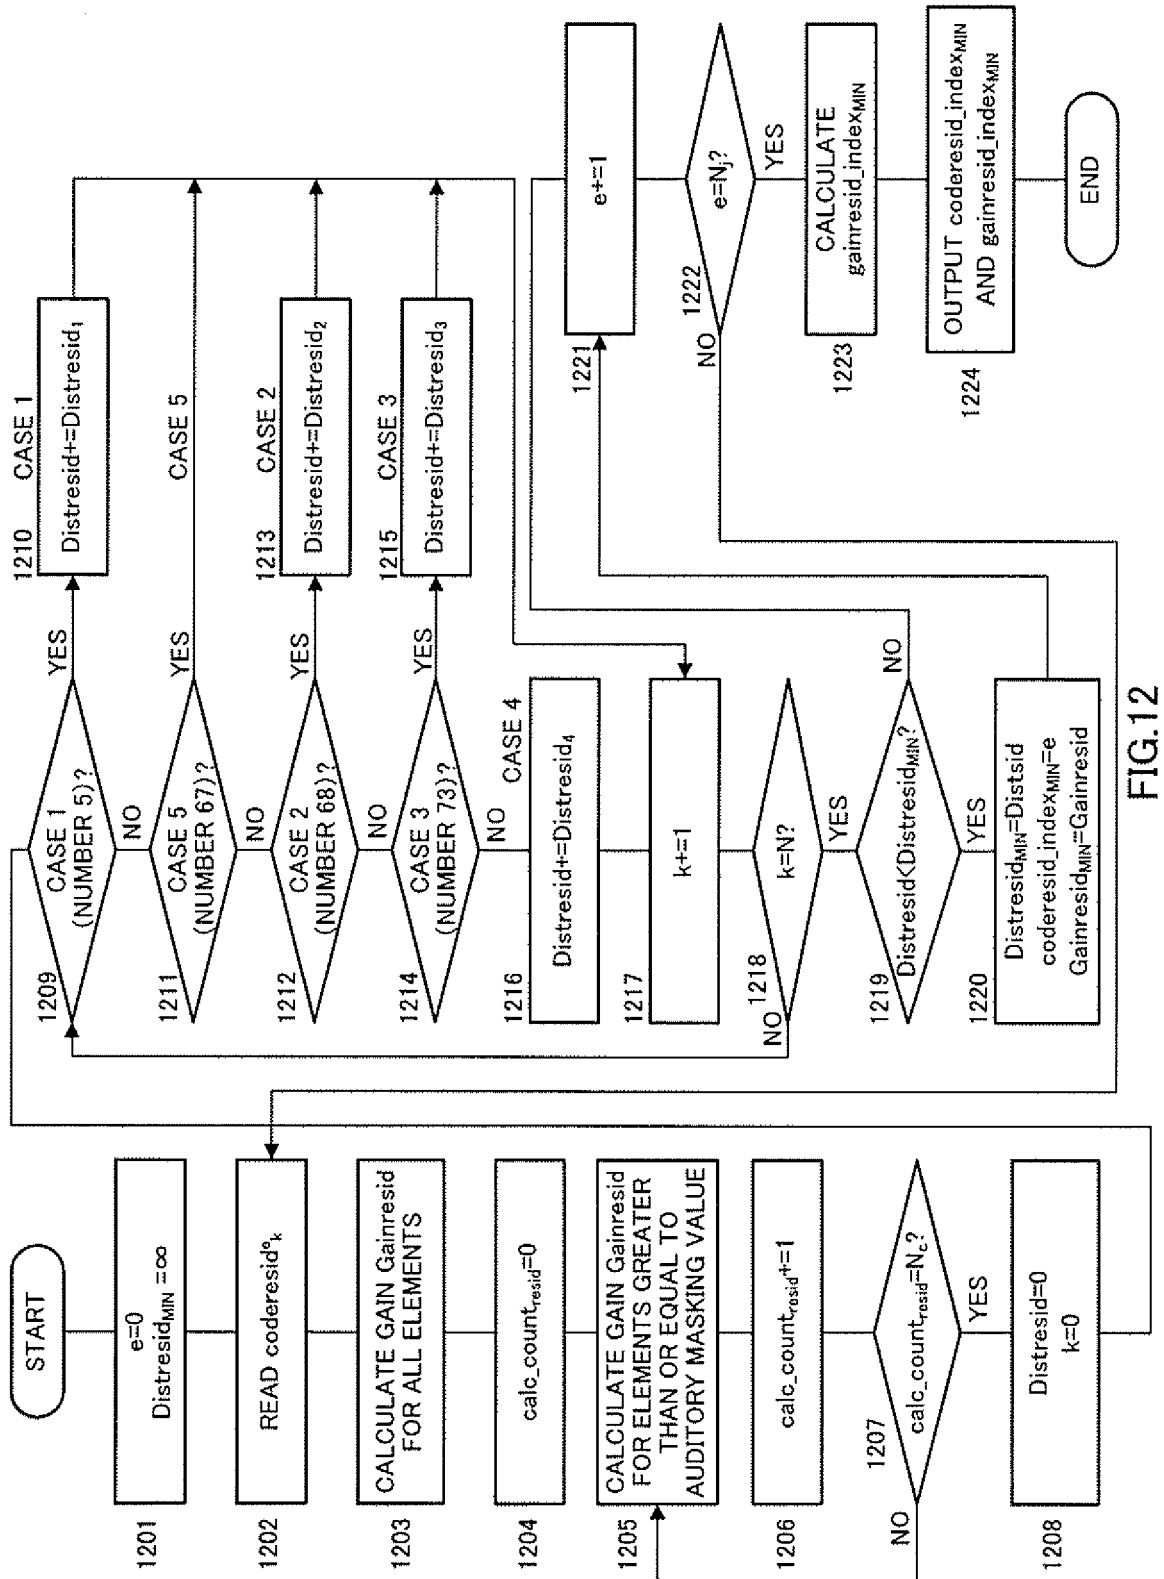 START
1201
e=0
Distresid_MIN =∞
1202
READ coderesid^e_k
1203
CALCULATE GAIN Gainresid
FOR ALL ELEMENTS
1204
calc_count_resid=0
1205
CALCULATE GAIN Gainresid
FOR ELEMENTS GREATER
THAN OR EQUAL TO
AUDITORY MASKING VALUE
1206
calc_count_resid+=1
1207
calc_count_resid=N_c?
NO
YES
1208
Distresid=0
k=0
1209
CASE 1
(NUMBER 5)?
YES
NO
1210 CASE 1
Distresid+=Distresid_1
1211
CASE 5
(NUMBER 67)?
YES
CASE 5
NO
1212
CASE 2
(NUMBER 68)?
YES
NO
1213 CASE 2
Distresid+=Distresid_2
1214
CASE 3
(NUMBER 73)?
YES
NO
1215 CASE 3
Distresid+=Distresid_3
1216
CASE 4
Distresid+=Distresid_4
1217
k+=1
1218
k=N?
NO
YES
1219
Distresid<Distresid_MIN?
NO
YES
1220
Distresid_MIN=Distsid
coderesid_index_MIN=e
Gainresid_MIN=Gainresid
1221
e+=1
1222
e=N_j?
NO
YES
1223
CALCULATE
gainresid_index_MIN
1224
OUTPUT coderesid_index_MIN
AND gainresid_index_MIN
END
FIG.12